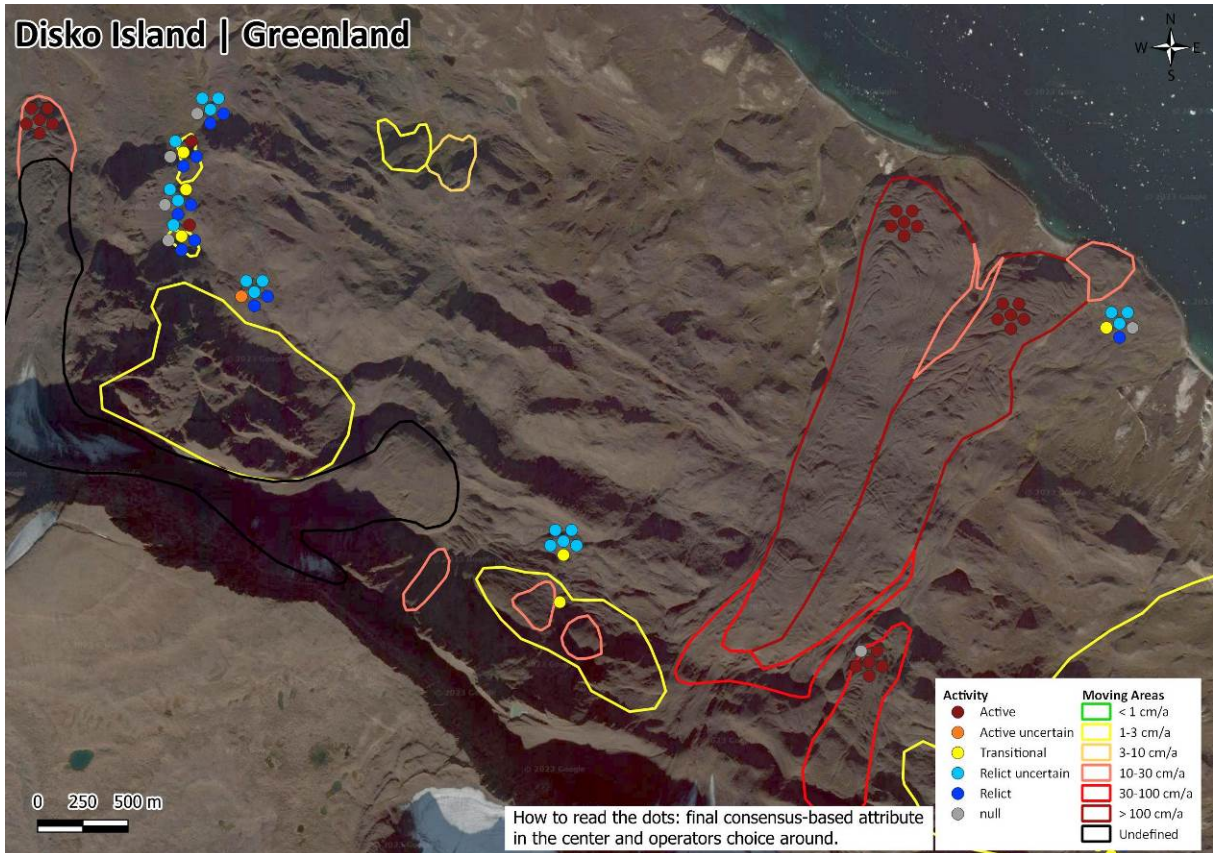 Disko Island | Greenland
N
W E
S
Activity
Active
Active uncertain
Transitional
Relict uncertain
Relict
null
Moving Areas
< 1 cm/a
1-3 cm/a
3-10 cm/a
10-30 cm/a
30-100 cm/a
> 100 cm/a
Undefined
0 250 500 m
How to read the dots: final consensus-based attribute
in the center and operators choice around.